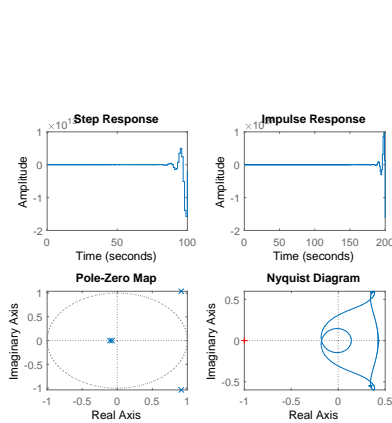 Step Response
Impulse Response
×10
×10
1
0
-1
-2
Amplitude
0
50
100
Time (seconds)
1
0
-1
-2
Amplitude
0
50
100
150
200
Time (seconds)
Pole-Zero Map
Nyquist Diagram
1
0.5
0
-0.5
-1
Imaginary Axis
-1
-0.5
0
0.5
1
Real Axis
0.5
0
-0.5
Imaginary Axis
-1
-0.5
0
0.5
Real Axis